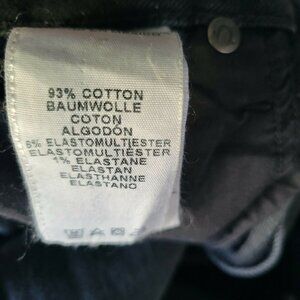 93% COTTON
BAUMWOLLE
COTON
ALGODÓN
6% ELASTOMULTIESTER
ELASTOMULTIESTER
1% ELASTANE
ELASTAN
ELASTHANNE
ELASTANO